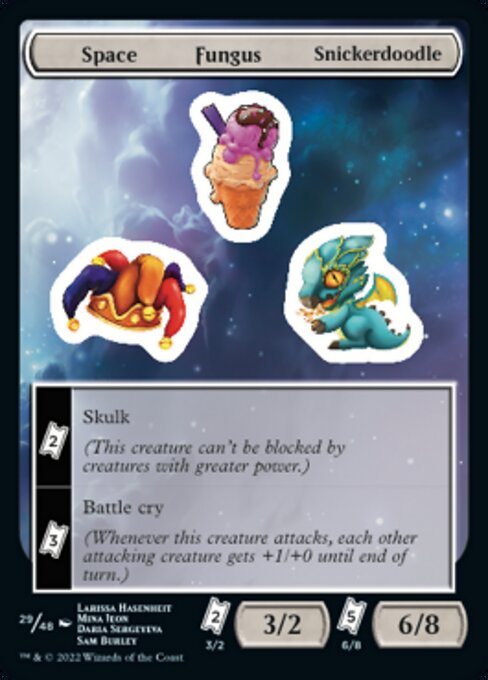 Space Fungus Snickerdoodle
2
Skulk
(This creature can't be blocked by
creatures with greater power.)
3
Battle cry
(Whenever this creature attacks, each other
attacking creature gets +1/+0 until end of
turn.)
29/48
Larissa Hasenheit
Mina Jeon
Daria Sergeyeva
Sam Burley
2
3/2
3/2
5
6/8
6/8
™ & © 2022 Wizards of the Coast